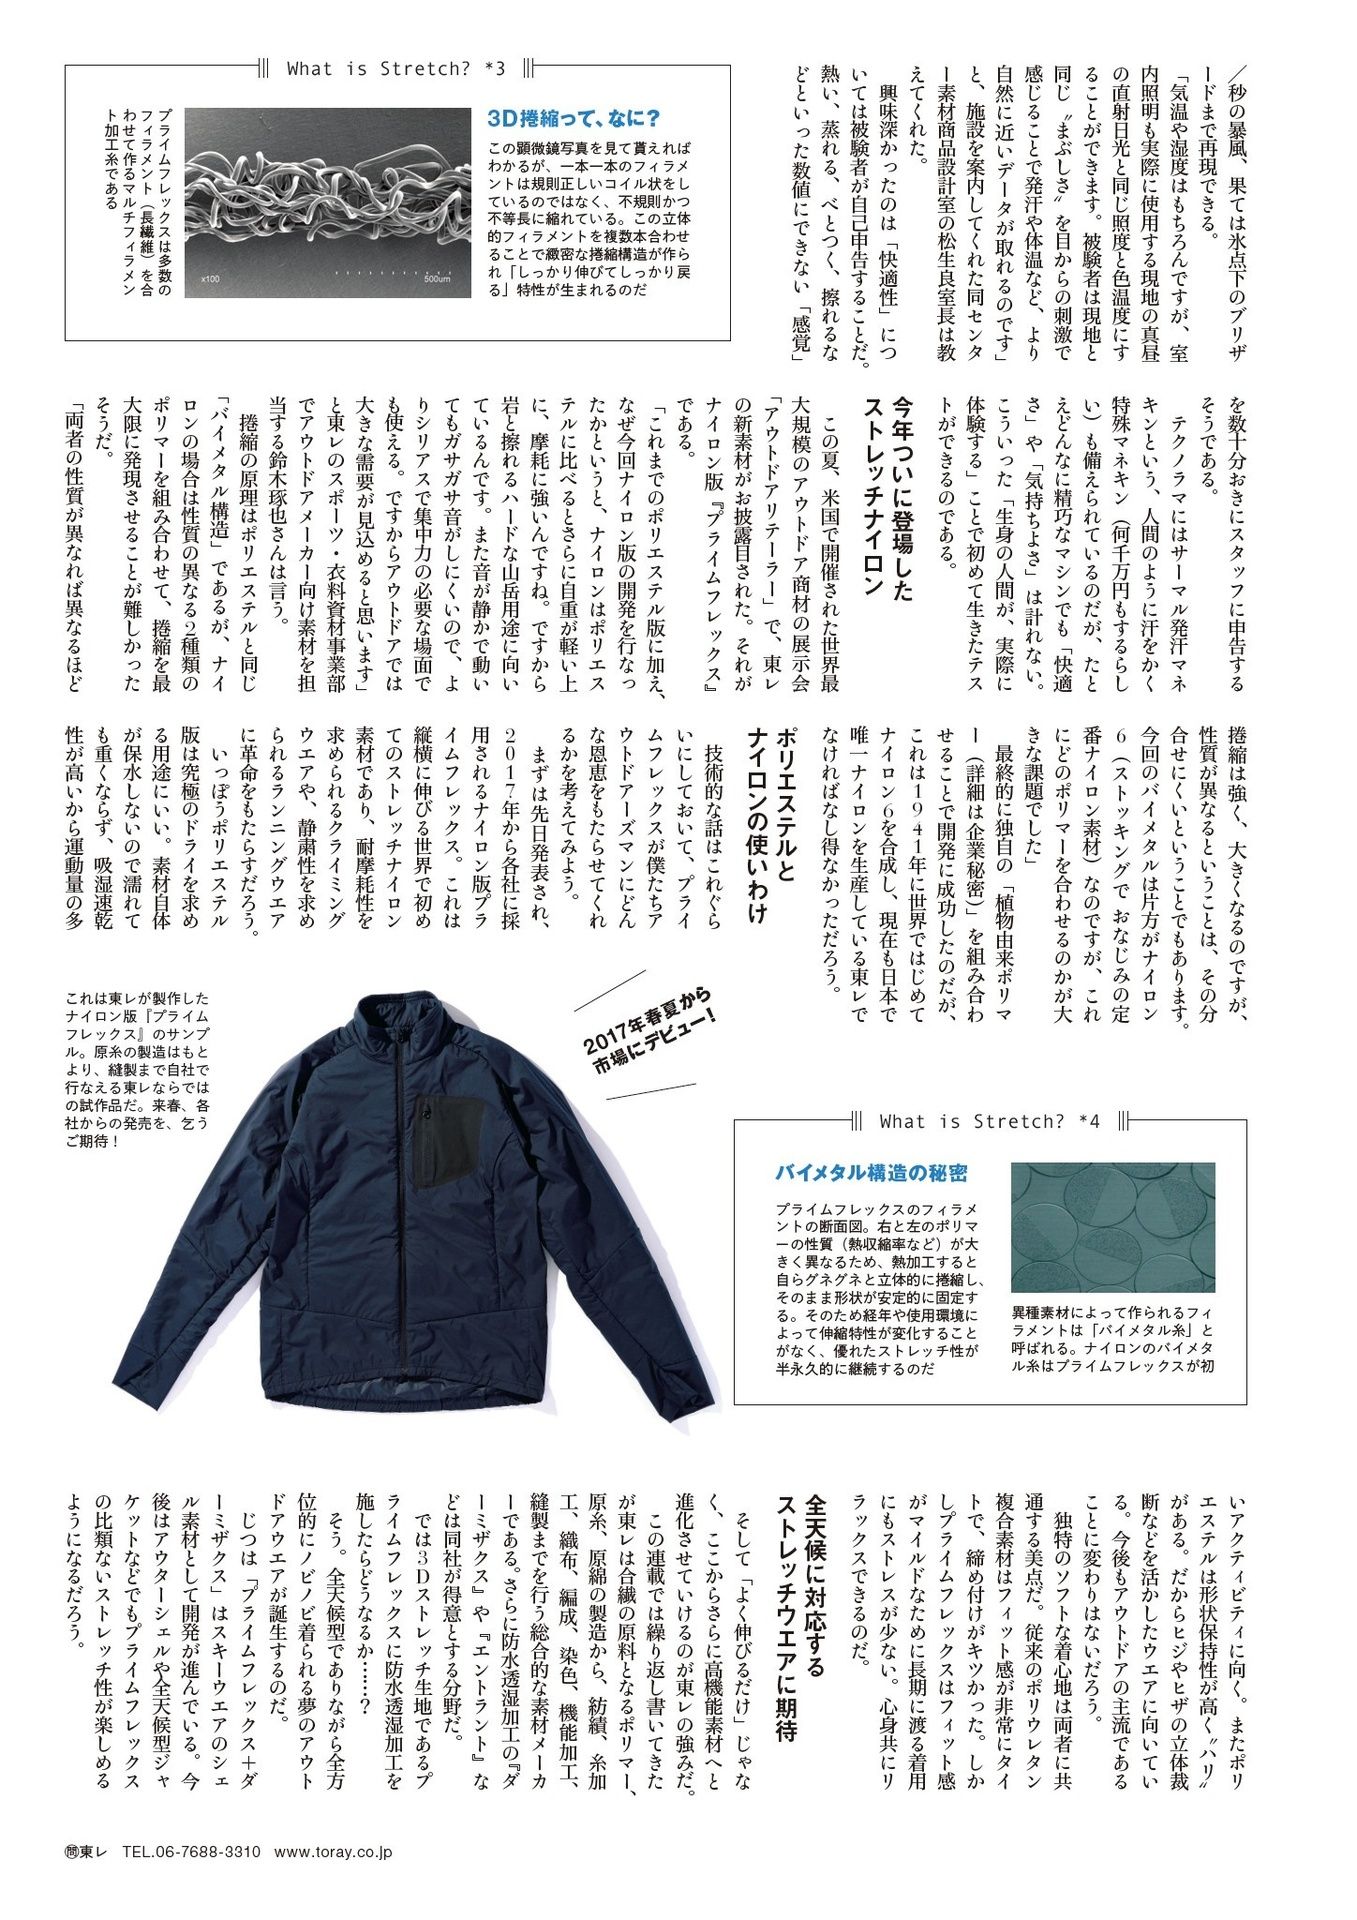 ／秒の暴風、果ては氷点下のブリザ
ードまで再現できる。
「気温や湿度はもちろんですが、室
内照明も実際に使用する現地の真昼
の直射日光と同じ照度と色温度にす
ることができます。被験者は現地と
同じ〝まぶしさ〟を目からの刺激で
感じることで発汗や体温など、より
自然に近いデータが取れるのです」
と、施設を案内してくれた同センタ
ー素材商品設計室の松生良室長は教
えてくれた。
興味深かったのは「快適性」につ
いては被験者が自己申告することだ。
熱い、蒸れる、べとつく、擦れるな
どといった数値にできない「感覚」
What is Stretch? *3
3D捲縮って、なに?
この顕微鏡写真を見て貰えれば
わかるが、一本一本のフィラメ
ントは規則正しいコイル状をし
ているのではなく、不規則かつ
不等長に縮れている。この立体
的フィラメントを複数本合わせ
ることで緻密な捲縮構造が作ら
れ「しっかり伸びてしっかり戻
る」特性が生まれるのだ
x100
500um
プライムフレックスは多数の
フィラメント（長繊維）を合
わせて作るマルチフィラメン
ト加工糸である
を数十分おきにスタッフに申告する
そうである。
テクノラマにはサーマル発汗マネ
キンという、人間のように汗をかく
特殊マネキン（何千万円もするらし
い）も備えられているのだが、たと
えどんなに精巧なマシンでも「快適
さ」や「気持ちよさ」は計れない。
こういった「生身の人間が、実際に
体験する」ことで初めて生きたテス
トができるのである。
今年ついに登場した
ストレッチナイロン
この夏、米国で開催された世界最
大規模のアウトドア商材の展示会
「アウトドアリテーラー」で、東レ
の新素材がお披露目された。それが
ナイロン版『プライムフレックス』
である。
「これまでのポリエステル版に加え、
なぜ今回ナイロン版の開発を行なっ
たかというと、ナイロンはポリエス
テルに比べるとさらに自重が軽い上
に、摩耗に強いんですね。ですから
岩と擦れるハードな山岳用途に向い
ているんです。また音が静かで動い
てもガサガサ音がしにくいので、よ
りシリアスで集中力の必要な場面で
も使える。ですからアウトドアでは
大きな需要が見込めると思います」
と東レのスポーツ・衣料資材事業部
でアウトドアメーカー向け素材を担
当する鈴木琢也さんは言う。
捲縮の原理はポリエステルと同じ
「バイメタル構造」であるが、ナイ
ロンの場合は性質の異なる2種類の
ポリマーを組み合わせて、捲縮を最
大限に発現させることが難しかった
そうだ。
「両者の性質が異なれば異なるほど
捲縮は強く、大きくなるのですが、
性質が異なるということは、その分
合せにくいということでもあります。
今回のバイメタルは片方がナイロン
6（ストッキングで おなじみの定
番ナイロン素材）なのですが、これ
にどのポリマーを合わせるのかが大
きな課題でした」
最終的に独自の「植物由来ポリマ
ー（詳細は企業秘密）」を組み合わ
せることで開発に成功したのだが、
これは1941年に世界ではじめて
ナイロン6を合成し、現在も日本で
唯一ナイロンを生産している東レで
なければなし得なかっただろう。
ポリエステルと
ナイロンの使いわけ
技術的な話はこれぐら
いにしておいて、プライ
ムフレックスが僕たちア
ウトドアーズマンにどん
な恩恵をもたらせてくれ
るかを考えてみよう。
まずは先日発表され、
2017年から各社に採
用されるナイロン版プラ
イムフレックス。これは
縦横に伸びる世界で初め
てのストレッチナイロン
素材であり、耐摩耗性を
求められるクライミング
ウエアや、静粛性を求め
られるランニングウエア
に革命をもたらすだろう。
いっぽうポリエステル
版は究極のドライを求め
る用途にいい。素材自体
が保水しないので濡れて
も重くならず、吸湿速乾
性が高いから運動量の多
2017年春夏から
市場にデビュー!
これは東レが製作した
ナイロン版『プライム
フレックス』のサンプ
ル。原糸の製造はもと
より、縫製まで自社で
行なえる東レならでは
の試作品だ。来春、各
社からの発売を、乞う
ご期待！
What is Stretch? *4
バイメタル構造の秘密
プライムフレックスのフィラメ
ントの断面図。右と左のポリマ
ーの性質（熱収縮率など）が大
きく異なるため、熱加工すると
自らグネグネと立体的に捲縮し、
そのまま形状が安定的に固定す
る。そのため経年や使用環境に
よって伸縮特性が変化すること
がなく、優れたストレッチ性が
半永久的に継続するのだ
異種素材によって作られるフィ
ラメントは「バイメタル糸」と
呼ばれる。ナイロンのバイメタ
ル糸はプライムフレックスが初
いアクティビティに向く。またポリ
エステルは形状保持性が高く〝ハリ〟
がある。だからヒジやヒザの立体裁
断などを活かしたウエアに向いてい
る。今後もアウトドアの主流である
ことに変わりはないだろう。
独特のソフトな着心地は両者に共
通する美点だ。従来のポリウレタン
複合素材はフィット感が非常にタイ
トで、締め付けがキツかった。しか
しプライムフレックスはフィット感
がマイルドなために長期に渡る着用
にもストレスが少ない。心身共にリ
ラックスできるのだ。
全天候に対応する
ストレッチウエアに期待
そして「よく伸びるだけ」じゃな
く、ここからさらに高機能素材へと
進化させていけるのが東レの強みだ。
この連載では繰り返し書いてきた
が東レは合繊の原料となるポリマー、
原糸、原綿の製造から、紡績、糸加
工、織布、編成、染色、機能加工、
縫製までを行う総合的な素材メーカ
ーである。さらに防水透湿加工の『ダ
ーミザクス』や『エントラント』な
どは同社が得意とする分野だ。
では3Dストレッチ生地であるプ
ライムフレックスに防水透湿加工を
施したらどうなるか……？
そう。全天候型でありながら全方
位的にノビノビ着られる夢のアウト
ドアウエアが誕生するのだ。
じつは「プライムフレックス＋ダ
ーミザクス」はスキーウエアのシェ
ル素材として開発が進んでいる。今
後はアウターシェルや全天候型ジャ
ケットなどでもプライムフレックス
の比類ないストレッチ性が楽しめる
ようになるだろう。
㉄東レ TEL.06-7688-3310 www.toray.co.jp